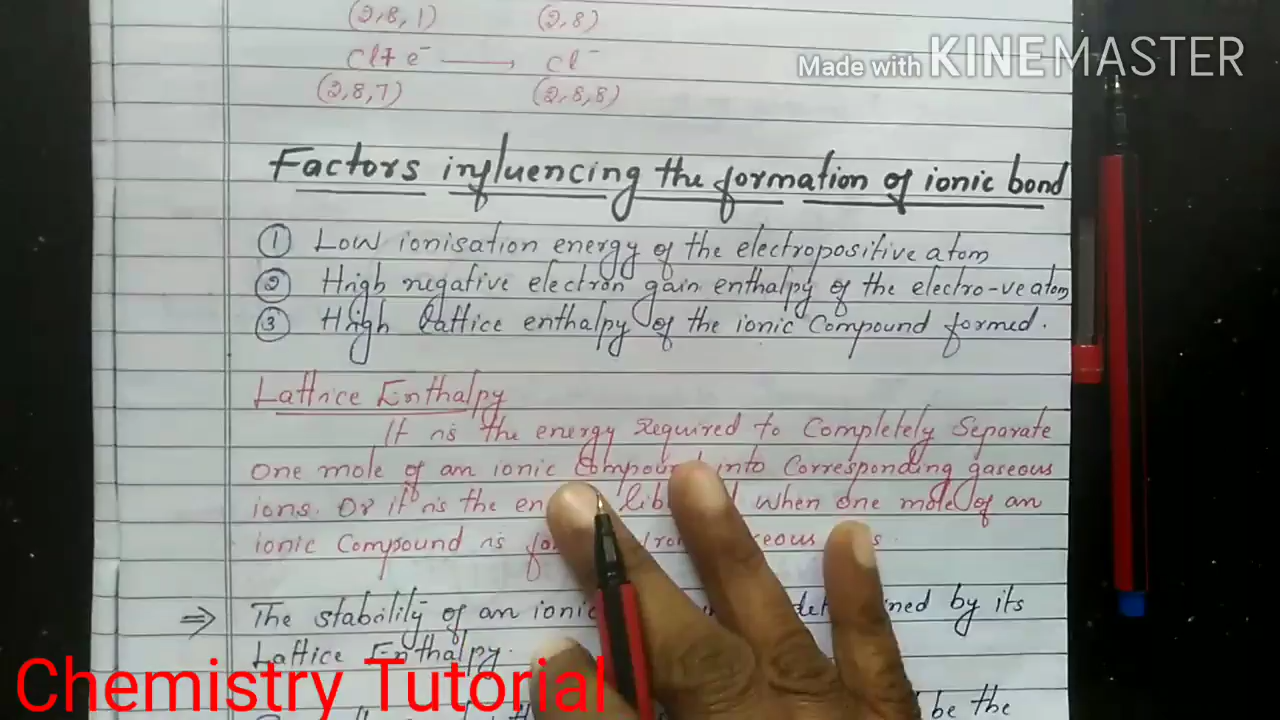 (2,8,1) (2,8)
Cl + e⁻ → Cl⁻
(2,8,7) (2,8,8)
Made with KINEMASTER
Factors influencing the formation of ionic bond
① Low ionisation energy of the electropositive atom
② High negative electron gain enthalpy of the electro-ve atom
③ High lattice enthalpy of the ionic Compound formed.
Lattice Enthalpy
It is the energy required to Completely Separate
one mole of an ionic Compound into Corresponding gaseous
ions. Or it is the en lib when one mole of an
ionic Compound is
⇒ The stability of an ionic by its
Lattice Enthalpy.
Chemistry Tutorial
be the